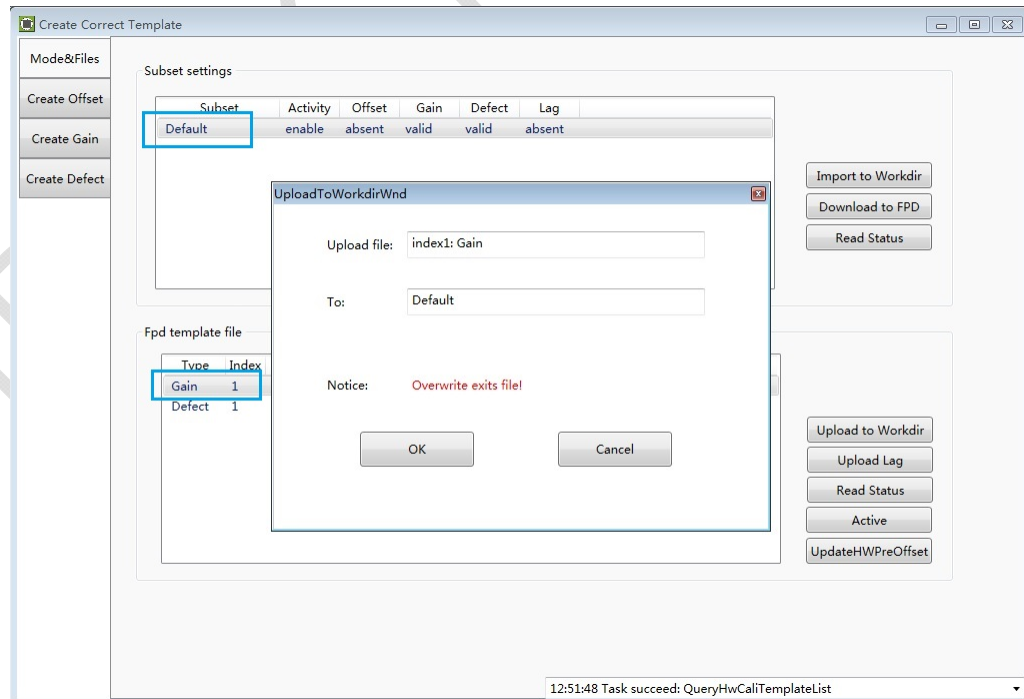 Create Correct Template
Mode&Files
Create Offset
Create Gain
Create Defect
Subset settings
Subset Activity Offset Gain Defect Lag
Default enable absent valid valid absent
Import to Workdir
Download to FPD
Read Status
UploadToWorkdirWnd
Upload file: index1: Gain
To: Default
Notice: Overwrite exits file!
OK Cancel
Fpd template file
Type Index
Gain 1
Defect 1
Upload to Workdir
Upload Lag
Read Status
Active
UpdateHWPreOffset
12:51:48 Task succeed: QueryHwCaliTemplateList